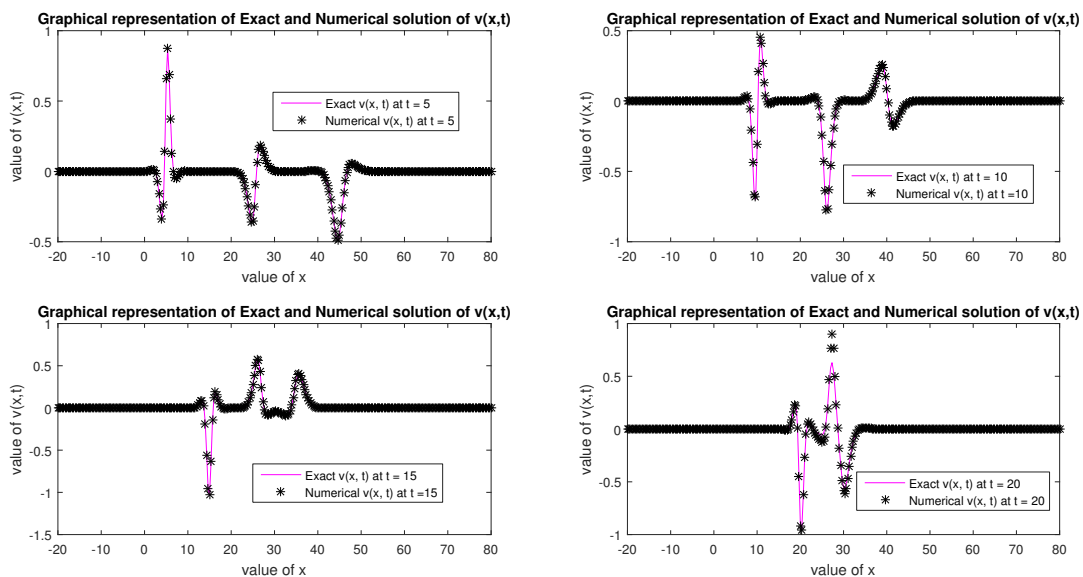 Graphical representation of Exact and Numerical solution of v(x,t)
1
0.5
0
-0.5
value of v(x,t)
Exact v(x, t) at t = 5
Numerical v(x, t) at t = 5
-20 -10 0 10 20 30 40 50 60 70 80
value of x
Graphical representation of Exact and Numerical solution of v(x,t)
0.5
0
-0.5
-1
value of v(x,t)
Exact v(x, t) at t = 10
Numerical v(x, t) at t =10
-20 -10 0 10 20 30 40 50 60 70 80
value of x
Graphical representation of Exact and Numerical solution of v(x,t)
1
0.5
0
-0.5
-1
-1.5
value of v(x,t)
Exact v(x, t) at t = 15
Numerical v(x, t) at t =15
-20 -10 0 10 20 30 40 50 60 70 80
value of x
Graphical representation of Exact and Numerical solution of v(x,t)
1
0.5
0
-0.5
-1
value of v(x,t)
Exact v(x, t) at t = 20
Numerical v(x, t) at t = 20
-20 -10 0 10 20 30 40 50 60 70 80
value of x